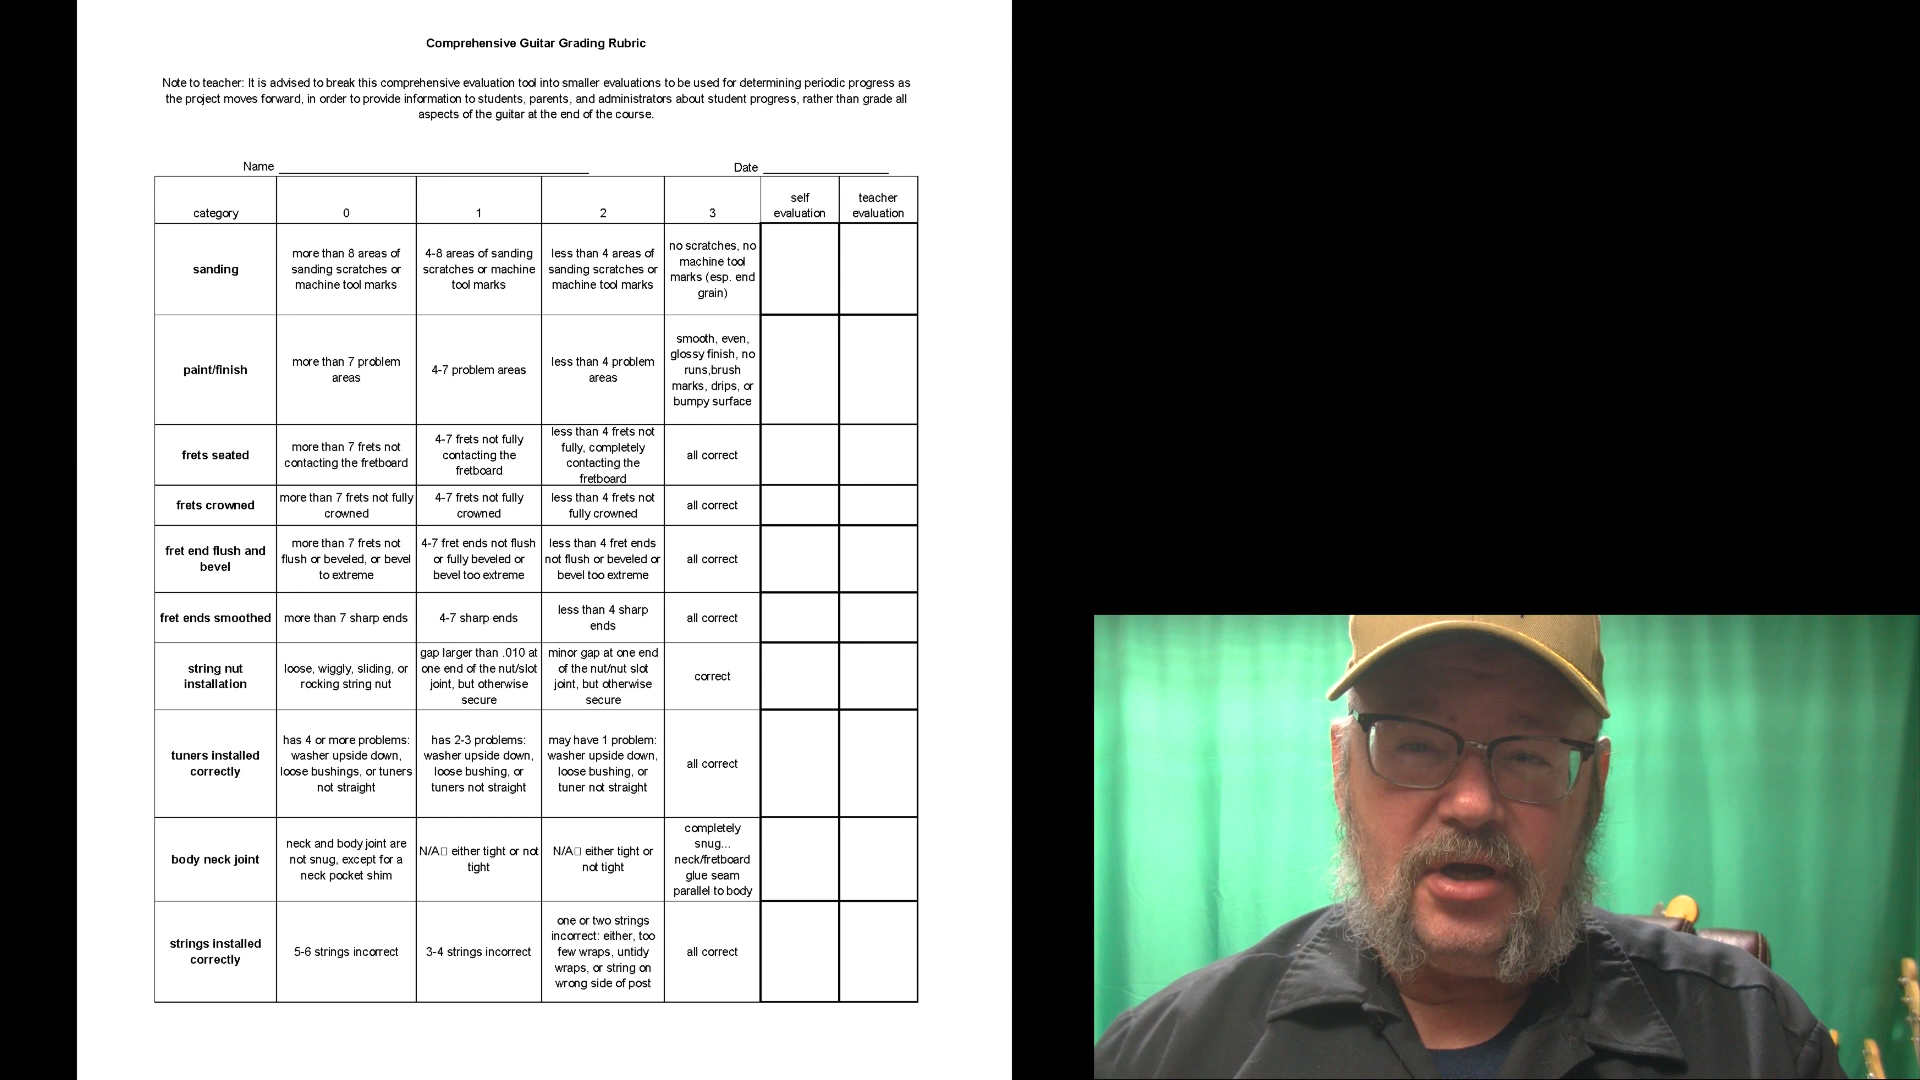 Comprehensive Guitar Grading Rubric
Note to teacher: It is advised to break this comprehensive evaluation tool into smaller evaluations to be used for determining periodic progress as
the project moves forward, in order to provide information to students, parents, and administrators about student progress, rather than grade all
aspects of the guitar at the end of the course.
Name
Date
category
0
1
2
3
self
evaluation
teacher
evaluation
sanding
more than 8 areas of
sanding scratches or
machine tool marks
4-8 areas of sanding
scratches or machine
tool marks
less than 4 areas of
sanding scratches or
machine tool marks
no scratches, no
machine tool
marks (esp. end
grain)
paint/finish
more than 7 problem
areas
4-7 problem areas
less than 4 problem
areas
smooth, even,
glossy finish, no
runs,brush
marks, drips, or
bumpy surface
frets seated
more than 7 frets not
contacting the fretboard
4-7 frets not fully
contacting the
fretboard
less than 4 frets not
fully, completely
contacting the
fretboard
all correct
frets crowned
more than 7 frets not fully
crowned
4-7 frets not fully
crowned
less than 4 frets not
fully crowned
all correct
fret end flush and
bevel
more than 7 frets not
flush or beveled, or bevel
to extreme
4-7 fret ends not flush
or fully beveled or
bevel too extreme
less than 4 fret ends
not flush or beveled or
bevel too extreme
all correct
fret ends smoothed
more than 7 sharp ends
4-7 sharp ends
less than 4 sharp
ends
all correct
string nut
installation
loose, wiggly, sliding, or
rocking string nut
gap larger than .010 at
one end of the nut/slot
joint, but otherwise
secure
minor gap at one end
of the nut/nut slot
joint, but otherwise
secure
correct
tuners installed
correctly
has 4 or more problems:
washer upside down,
loose bushings, or tuners
not straight
has 2-3 problems:
washer upside down,
loose bushing, or
tuners not straight
may have 1 problem:
washer upside down,
loose bushing, or
tuner not straight
all correct
body neck joint
neck and body joint are
not snug, except for a
neck pocket shim
N/A□ either tight or not
tight
N/A□ either tight or
not tight
completely
snug...
neck/fretboard
glue seam
parallel to body
strings installed
correctly
5-6 strings incorrect
3-4 strings incorrect
one or two strings
incorrect: either, too
few wraps, untidy
wraps, or string on
wrong side of post
all correct